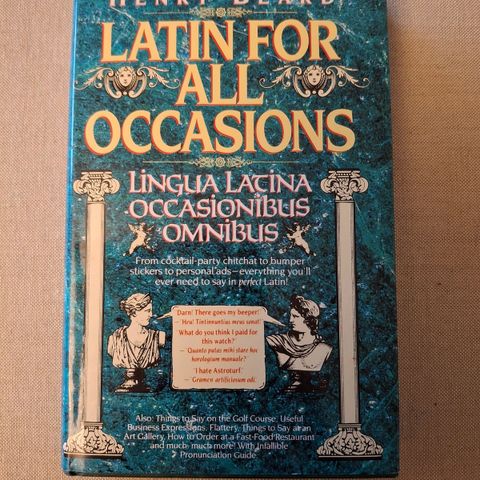 HENRY BEARD
LATIN FOR
ALL
OCCASIONS
LINGUA LATINA
OCCASIONIBUS
OMNIBUS
From cocktail-party chitchat to bumper
stickers to personal ads—everything you'll
ever need to say in perfect Latin!
Darn! There goes my beeper!
— Heu! Tintinnuntius meus sonat!
What do you think I paid for
this watch?
— Quanto putas mihi stare hoc
horologium manuale?
'I hate Astroturf.'
— Gramen artificiosum odi.
Also: Things to Say on the Golf Course, Useful
Business Expressions, Flattery, Things to Say at an
Art Gallery, How to Order at a Fast-Food Restaurant
and much, much more! With Infallible
Pronunciation Guide.